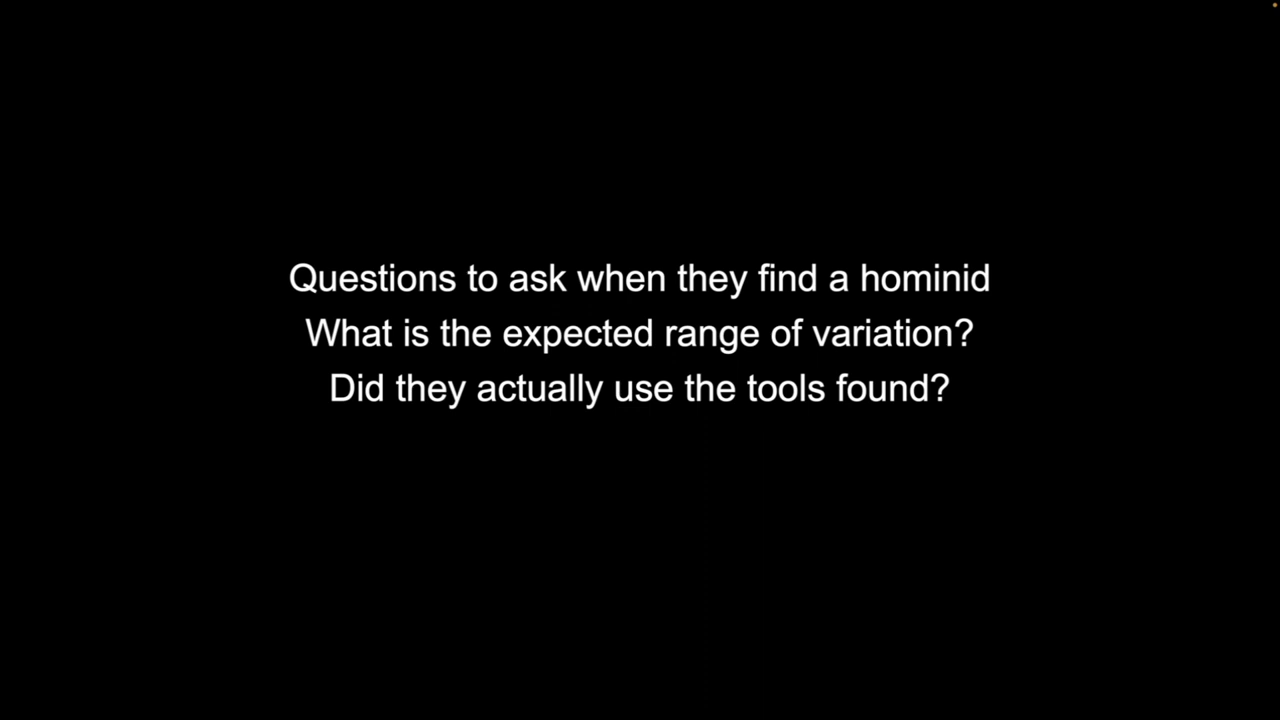 Questions to ask when they find a hominid
What is the expected range of variation?
Did they actually use the tools found?